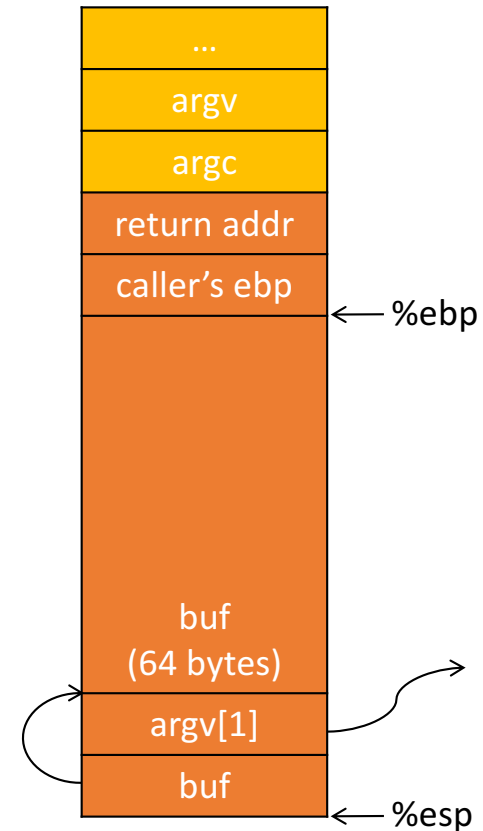 …
argv
argc
return addr
caller’s ebp
%ebp
buf
(64 bytes)
argv[1]
buf
%esp